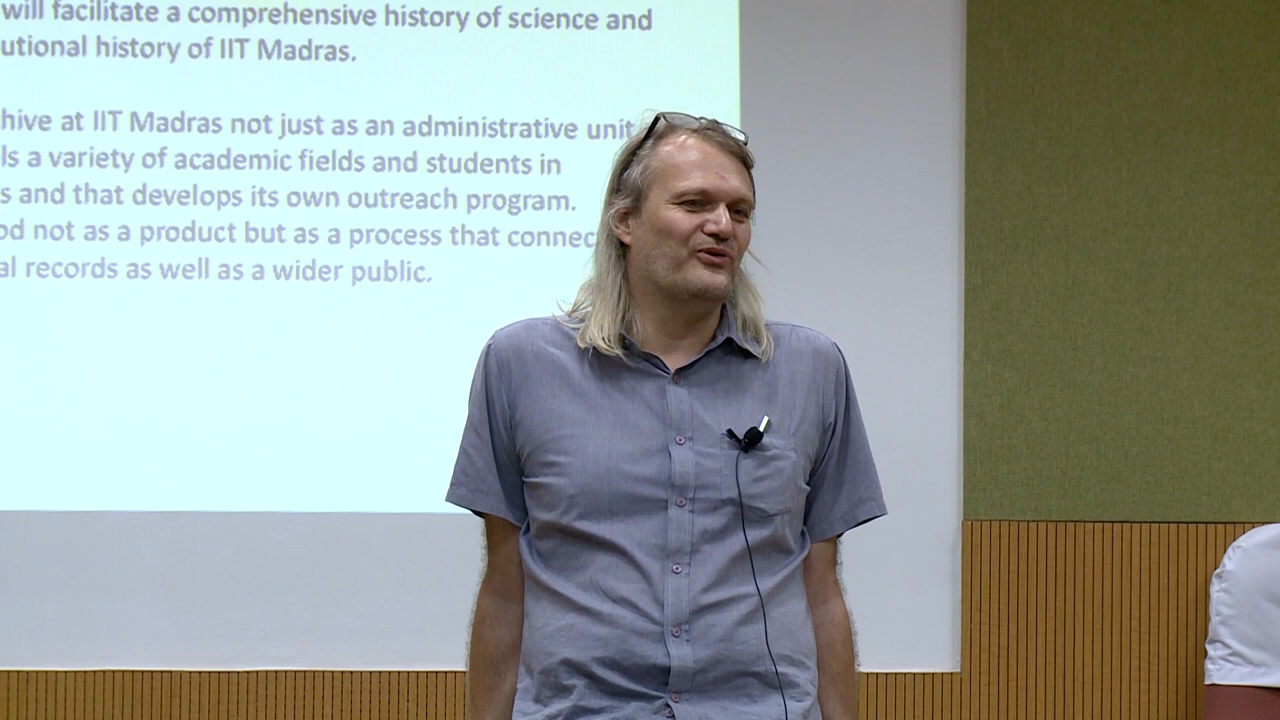 will facilitate a comprehensive history of science and
utional history of IIT Madras.
hive at IIT Madras not just as an administrative unit
ls a variety of academic fields and students in
s and that develops its own outreach program.
od not as a product but as a process that connec
al records as well as a wider public.